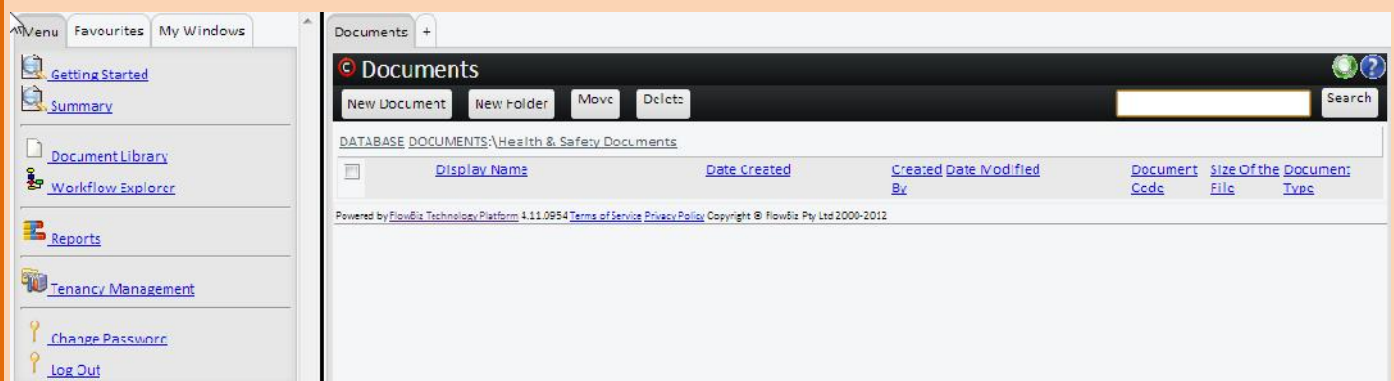 Menu Favourites My Windows
Getting Started
Summary
Document Library
Workflow Explorer
Reports
Tenancy Management
Change Password
Log Out
Documents +
Documents
New Document New Folder Move Delete Search
DATABASE DOCUMENTS:\Health & Safety Documents
Display Name Date Created Created By Date Modified Document Code Size Of the File Document Type
Powered by FlowBiz Technology Platform 4.11.0954 Terms of Service Privacy Policy Copyright © FlowBiz Pty Ltd 2000-2012